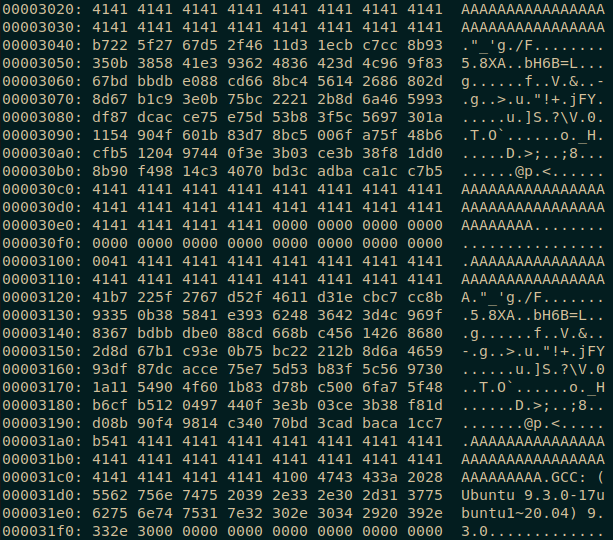 00003020: 4141 4141 4141 4141 4141 4141 4141 4141  AAAAAAAAAAAAAAAA
00003030: 4141 4141 4141 4141 4141 4141 4141 4141  AAAAAAAAAAAAAAAA
00003040: b722 5f27 67d5 2f46 11d3 1ecb c7cc 8b93  ."_'g./F........
00003050: 350b 3858 41e3 9362 4836 423d 4c96 9f83  5.8XA..bH6B=L...
00003060: 67bd bbdb e088 cd66 8bc4 5614 2686 802d  g......f..V.&..-
00003070: 8d67 b1c9 3e0b 75bc 2221 2b8d 6a46 5993  .g..>.u."!+.jFY.
00003080: df87 dcac ce75 e75d 53b8 3f5c 5697 301a  .....u.]S.?\V.0.
00003090: 1154 904f 601b 83d7 8bc5 006f a75f 48b6  .T.O`......o._H.
000030a0: cfb5 1204 9744 0f3e 3b03 ce3b 38f8 1dd0  .....D.>;..;8...
000030b0: 8b90 f498 14c3 4070 bd3c adba ca1c c7b5  ......@p.<......
000030c0: 4141 4141 4141 4141 4141 4141 4141 4141  AAAAAAAAAAAAAAAA
000030d0: 4141 4141 4141 4141 4141 4141 4141 4141  AAAAAAAAAAAAAAAA
000030e0: 4141 4141 4141 4141 0000 0000 0000 0000  AAAAAAAA........
000030f0: 0000 0000 0000 0000 0000 0000 0000 0000  ................
00003100: 0041 4141 4141 4141 4141 4141 4141 4141  .AAAAAAAAAAAAAAA
00003110: 4141 4141 4141 4141 4141 4141 4141 4141  AAAAAAAAAAAAAAAA
00003120: 41b7 225f 2767 d52f 4611 d31e cbc7 cc8b  A."_'g./F.......
00003130: 9335 0b38 5841 e393 6248 3642 3d4c 969f  .5.8XA..bH6B=L..
00003140: 8367 bdbb dbe0 88cd 668b c456 1426 8680  .g......f..V.&..
00003150: 2d8d 67b1 c93e 0b75 bc22 212b 8d6a 4659  -.g..>.u."!+.jFY
00003160: 93df 87dc acce 75e7 5d53 b83f 5c56 9730  ......u.]S.?\V.0
00003170: 1a11 5490 4f60 1b83 d78b c500 6fa7 5f48  ..T.O`......o._H
00003180: b6cf b512 0497 440f 3e3b 03ce 3b38 f81d  ......D.>;..;8..
00003190: d08b 90f4 9814 c340 70bd 3cad baca 1cc7  .......@p.<.....
000031a0: b541 4141 4141 4141 4141 4141 4141 4141  .AAAAAAAAAAAAAAA
000031b0: 4141 4141 4141 4141 4141 4141 4141 4141  AAAAAAAAAAAAAAAA
000031c0: 4141 4141 4141 4141 4100 4743 433a 2028  AAAAAAAAA.GCC: (
000031d0: 5562 756e 7475 2039 2e33 2e30 2d31 3775  Ubuntu 9.3.0-17u
000031e0: 6275 6e74 7531 7e32 302e 3034 2920 392e  buntu1~20.04) 9.
000031f0: 332e 3000 0000 0000 0000 0000 0000 0000  3.0.............